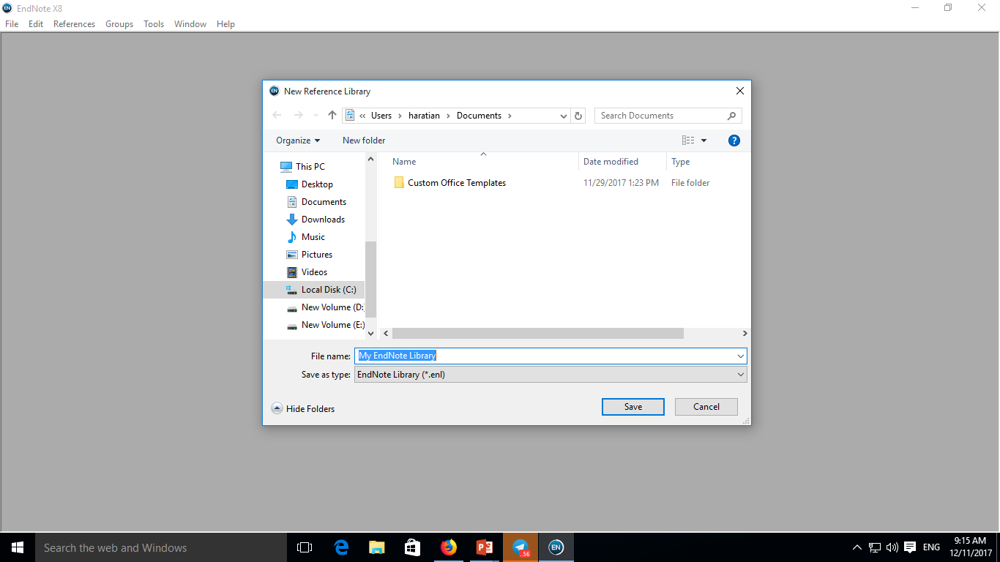 EndNote X8
File Edit References Groups Tools Window Help
New Reference Library
« Users › haratian › Documents ›
Search Documents
Organize
New folder
This PC
Desktop
Documents
Downloads
Music
Pictures
Videos
Local Disk (C:)
New Volume (D:
New Volume (E:)
Name Date modified Type
Custom Office Templates 11/29/2017 1:23 PM File folder
File name: My EndNote Library
Save as type: EndNote Library (*.enl)
Hide Folders
Save
Cancel
Search the web and Windows
56
EN
ENG
9:15 AM
12/11/2017